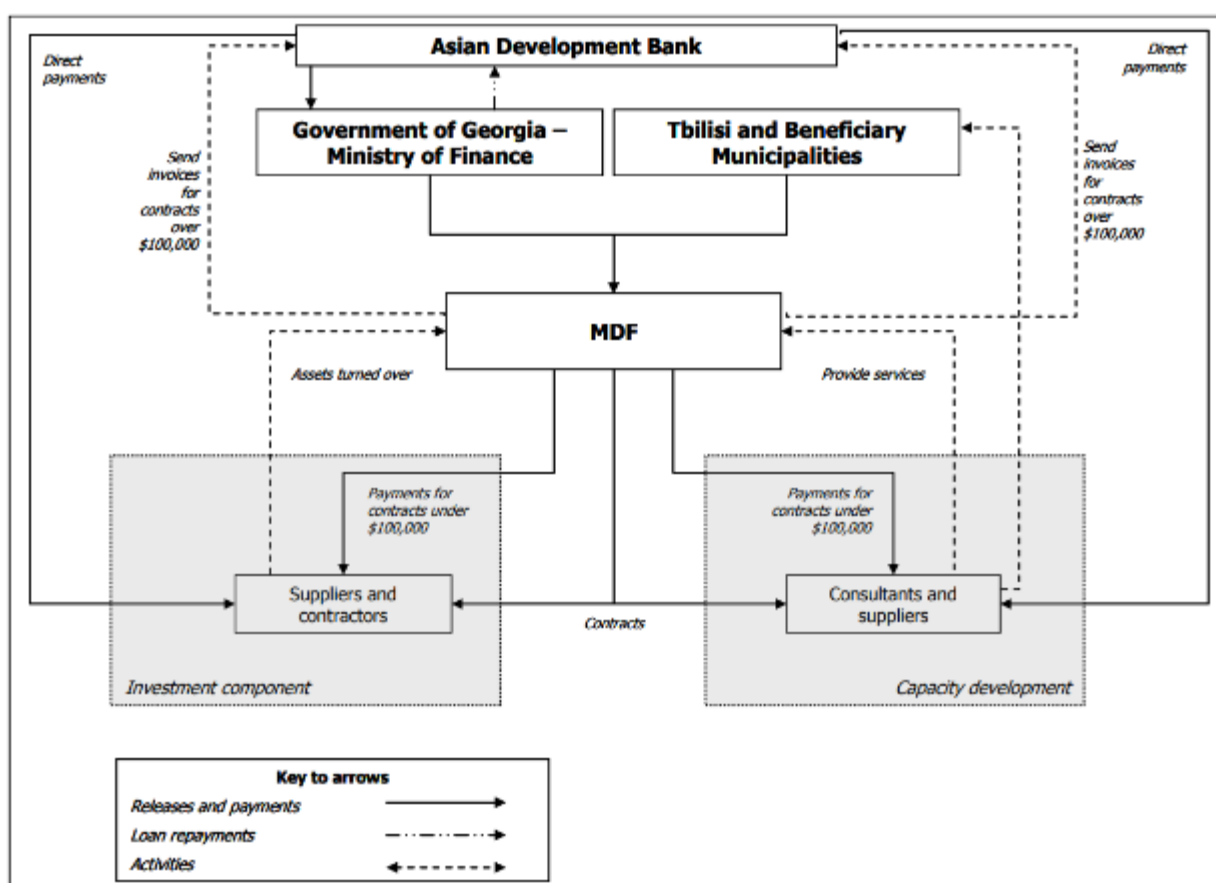 Asian Development Bank
Direct
payments
Direct
payments
Government of Georgia –
Ministry of Finance
Tbilisi and Beneficiary
Municipalities
Send
invoices
for
contracts
over
$100,000
Send
invoices
for
contracts
over
$100,000
MDF
Assets turned over
Provide services
Payments for
contracts under
$100,000
Payments for
contracts under
$100,000
Suppliers and
contractors
Consultants and
suppliers
Contracts
Investment component
Capacity development
Key to arrows
Releases and payments
Loan repayments
Activities